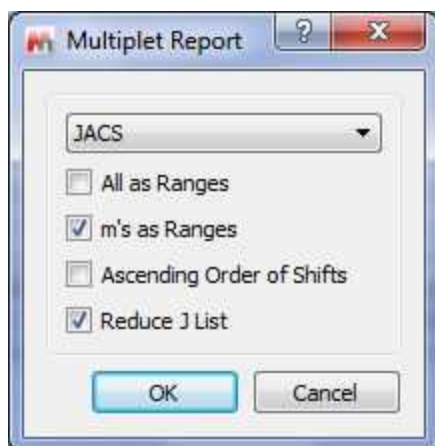 Multiplet Report
JACS
All as Ranges
m's as Ranges
Ascending Order of Shifts
Reduce J List
OK Cancel